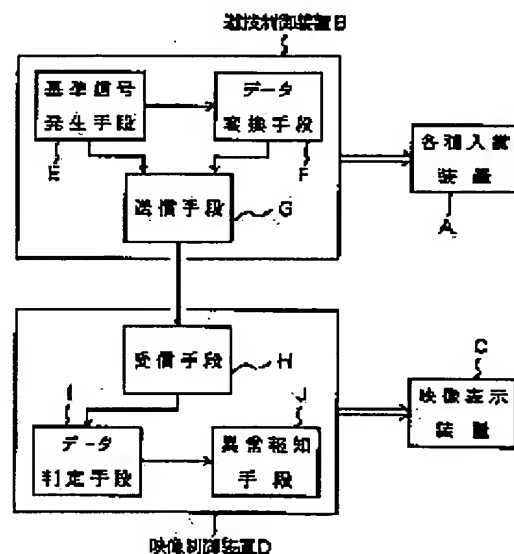 遊技制御装置B
基準信号
発生手段
E
データ
変換手段
F
各種入賞
装置
A
送信手段
G
受信手段
H
I
データ
判定手段
J
異常報知
手段
C
映像表示
装置
映像制御装置D